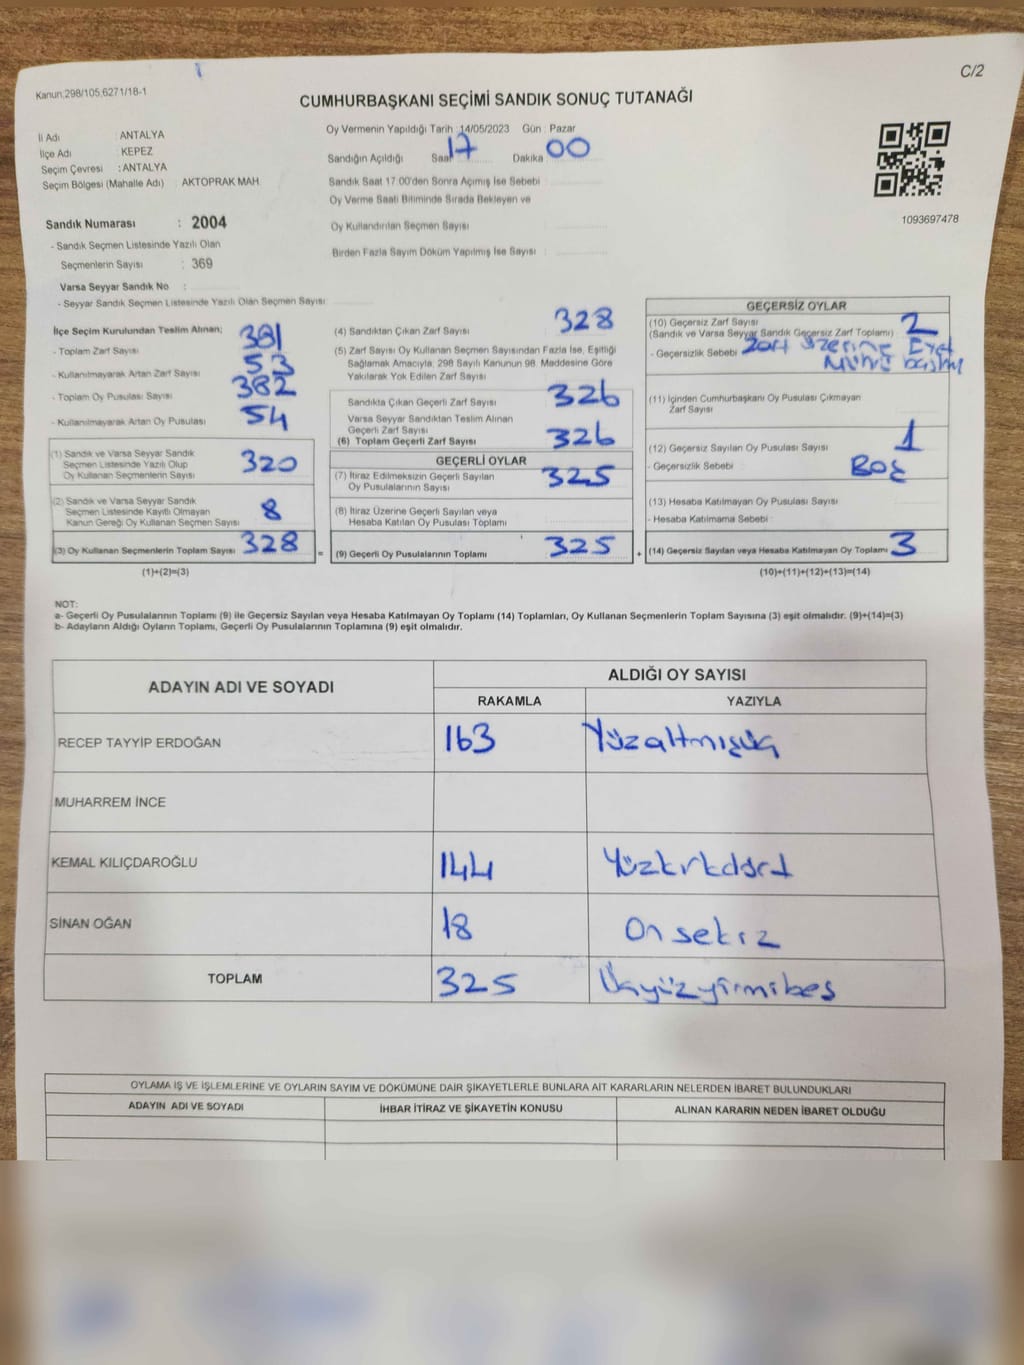 C/2
Kanun:298/105,6271/18-1
CUMHURBAŞKANI SEÇİMİ SANDIK SONUÇ TUTANAĞI
İl Adı : ANTALYA
İlçe Adı : KEPEZ
Seçim Çevresi : ANTALYA
Seçim Bölgesi (Mahalle Adı) : AKTOPRAK MAH.
Oy Vermenin Yapıldığı Tarih :14/05/2023 Gün : Pazar
Sandığın Açıldığı Saat 17 Dakika 00
Sandık Saat 17:00'den Sonra Açımış İse Sebebi :
Oy Verme Saati Bitiminde Sırada Bekleyen ve
Oy Kullandırılan Seçmen Sayısı
Birden Fazla Sayım Döküm Yapılmış İse Sayısı :
1093697478
Sandık Numarası : 2004
- Sandık Seçmen Listesinde Yazılı Olan
Seçmenlerin Sayısı : 369
Varsa Seyyar Sandık No :
- Seyyar Sandık Seçmen Listesinde Yazılı Olan Seçmen Sayısı:
İlçe Seçim Kurulundan Teslim Alınan;
- Toplam Zarf Sayısı 381
- Kullanılmayarak Artan Zarf Sayısı 53
- Toplam Oy Pusulası Sayısı 382
- Kullanılmayarak Artan Oy Pusulası 54
(1) Sandık ve Varsa Seyyar Sandık
Seçmen Listesinde Yazılı Olup
Oy Kullanan Seçmenlerin Sayısı 320
(2) Sandık ve Varsa Seyyar Sandık
Seçmen Listesinde Kayıtlı Olmayan
Kanun Gereği Oy Kullanan Seçmen Sayısı 8
(3) Oy Kullanan Seçmenlerin Toplam Sayısı 328 =
(1)+(2)=(3)
(4) Sandıktan Çıkan Zarf Sayısı 328
(5) Zarf Sayısı Oy Kullanan Seçmen Sayısından Fazla İse, Eşitliği
Sağlamak Amacıyla, 298 Sayılı Kanunun 98. Maddesine Göre
Yakılarak Yok Edilen Zarf Sayısı
Sandıkta Çıkan Geçerli Zarf Sayısı 326
Varsa Seyyar Sandıktan Teslim Alınan
Geçerli Zarf Sayısı
(6) Toplam Geçerli Zarf Sayısı 326
GEÇERLİ OYLAR
(7) İtiraz Edilmeksizin Geçerli Sayılan
Oy Pusulalarının Sayısı 325
(8) İtiraz Üzerine Geçerli Sayılan veya
Hesaba Katılan Oy Pusulası Toplamı
(9) Geçerli Oy Pusulalarının Toplamı 325 +
GEÇERSİZ OYLAR
(10) Geçersiz Zarf Sayısı
(Sandık ve Varsa Seyyar Sandık Geçersiz Zarf Toplamı) 2
- Geçersizlik Sebebi Zarf Üzerine Evet
Mührü
(11) İçinden Cumhurbaşkanı Oy Pusulası Çıkmayan
Zarf Sayısı
(12) Geçersiz Sayılan Oy Pusulası Sayısı 1
- Geçersizlik Sebebi Boş
(13) Hesaba Katılmayan Oy Pusulası Sayısı
- Hesaba Katılmama Sebebi :
(14) Geçersiz Sayılan veya Hesaba Katılmayan Oy Toplamı 3
(10)+(11)+(12)+(13)=(14)
NOT:
a- Geçerli Oy Pusulalarının Toplamı (9) ile Geçersiz Sayılan veya Hesaba Katılmayan Oy Toplamı (14) Toplamları, Oy Kullanan Seçmenlerin Toplam Sayısına (3) eşit olmalıdır. (9)+(14)=(3)
b- Adayların Aldığı Oyların Toplamı, Geçerli Oy Pusulalarının Toplamına (9) eşit olmalıdır.
ADAYIN ADI VE SOYADI
ALDIĞI OY SAYISI
RAKAMLA YAZIYLA
RECEP TAYYİP ERDOĞAN 163 Yüzaltmışüç
MUHARREM İNCE
KEMAL KILIÇDAROĞLU 144 Yüzkırkdört
SİNAN OĞAN 18 On sekiz
TOPLAM 325 Üçyüzyirmibeş
OYLAMA İŞ VE İŞLEMLERİNE VE OYLARIN SAYIM VE DÖKÜMÜNE DAİR ŞİKAYETLERLE BUNLARA AİT KARARLARIN NELERDEN İBARET BULUNDUKLARI
ADAYIN ADI VE SOYADI İHBAR İTİRAZ VE ŞİKAYETİN KONUSU ALINAN KARARIN NEDEN İBARET OLDUĞU